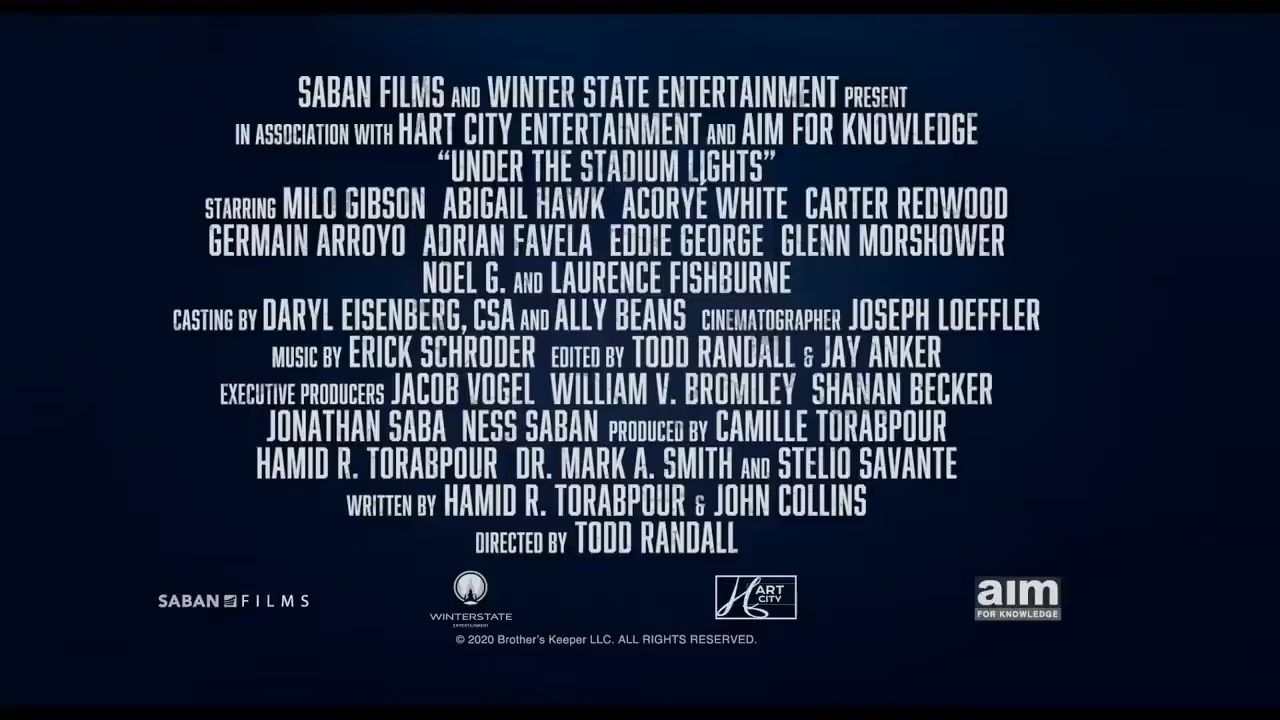 SABAN FILMS AND WINTER STATE ENTERTAINMENT PRESENT
IN ASSOCIATION WITH HART CITY ENTERTAINMENT AND AIM FOR KNOWLEDGE
“UNDER THE STADIUM LIGHTS”
STARRING MILO GIBSON ABIGAIL HAWK ACORYÉ WHITE CARTER REDWOOD
GERMAIN ARROYO ADRIAN FAVELA EDDIE GEORGE GLENN MORSHOWER
NOEL G. AND LAURENCE FISHBURNE
CASTING BY DARYL EISENBERG, CSA AND ALLY BEANS CINEMATOGRAPHER JOSEPH LOEFFLER
MUSIC BY ERICK SCHRODER EDITED BY TODD RANDALL & JAY ANKER
EXECUTIVE PRODUCERS JACOB VOGEL WILLIAM V. BROMILEY SHANAN BECKER
JONATHAN SABA NESS SABAN PRODUCED BY CAMILLE TORABPOUR
HAMID R. TORABPOUR DR. MARK A. SMITH AND STELIO SAVANTE
WRITTEN BY HAMID R. TORABPOUR & JOHN COLLINS
DIRECTED BY TODD RANDALL
SABAN FILMS
WINTERSTATE
ENTERTAINMENT
HART
CITY
aim
FOR KNOWLEDGE
© 2020 Brother's Keeper LLC. ALL RIGHTS RESERVED.